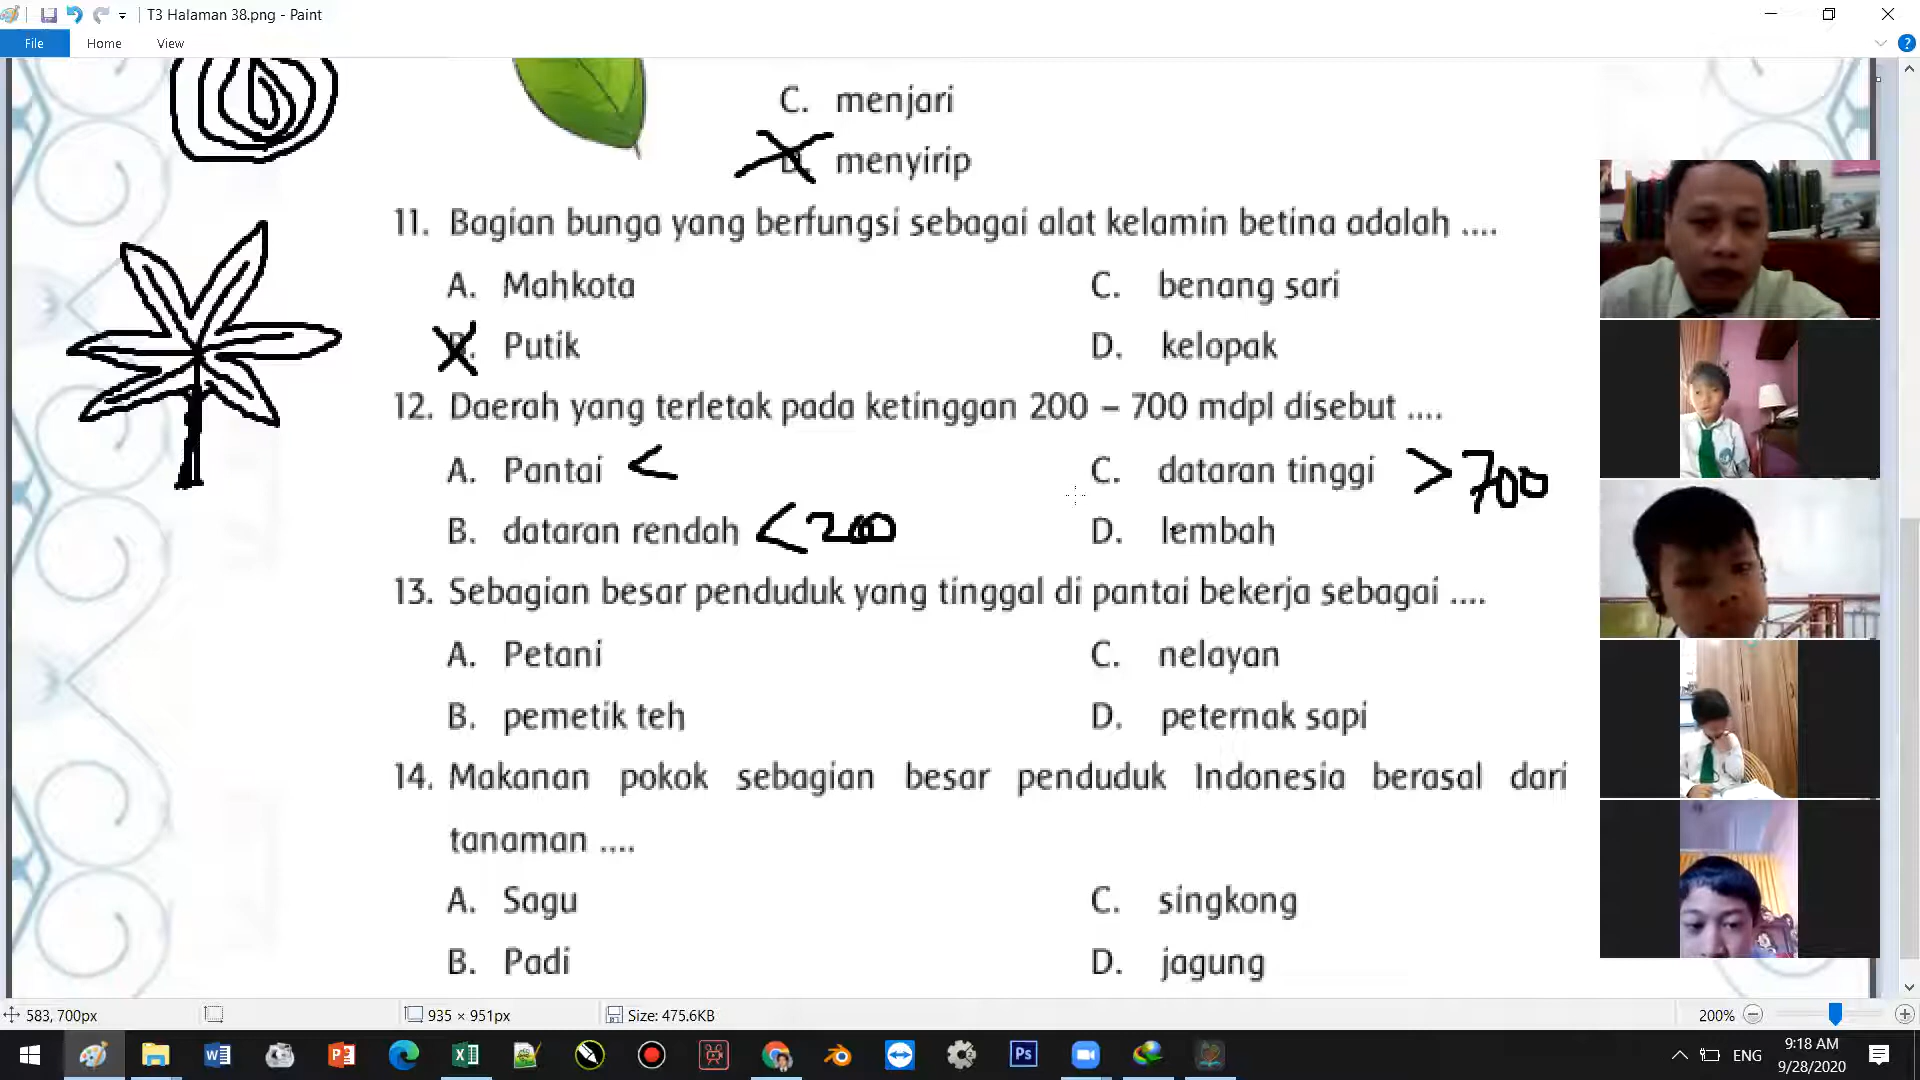 T3 Halaman 38.png - Paint
File Home View
C. menjari
D. menyirip
11. Bagian bunga yang berfungsi sebagai alat kelamin betina adalah ....
A. Mahkota C. benang sari
B. Putik D. kelopak
12. Daerah yang terletak pada ketinggan 200 – 700 mdpl disebut ....
A. Pantai < C. dataran tinggi > 700
B. dataran rendah < 200 D. lembah
13. Sebagian besar penduduk yang tinggal di pantai bekerja sebagai ....
A. Petani C. nelayan
B. pemetik teh D. peternak sapi
14. Makanan pokok sebagian besar penduduk Indonesia berasal dari
tanaman ....
A. Sagu C. singkong
B. Padi D. jagung
583, 700px 935 × 951px Size: 475.6KB 200%
ENG 9:18 AM
9/28/2020